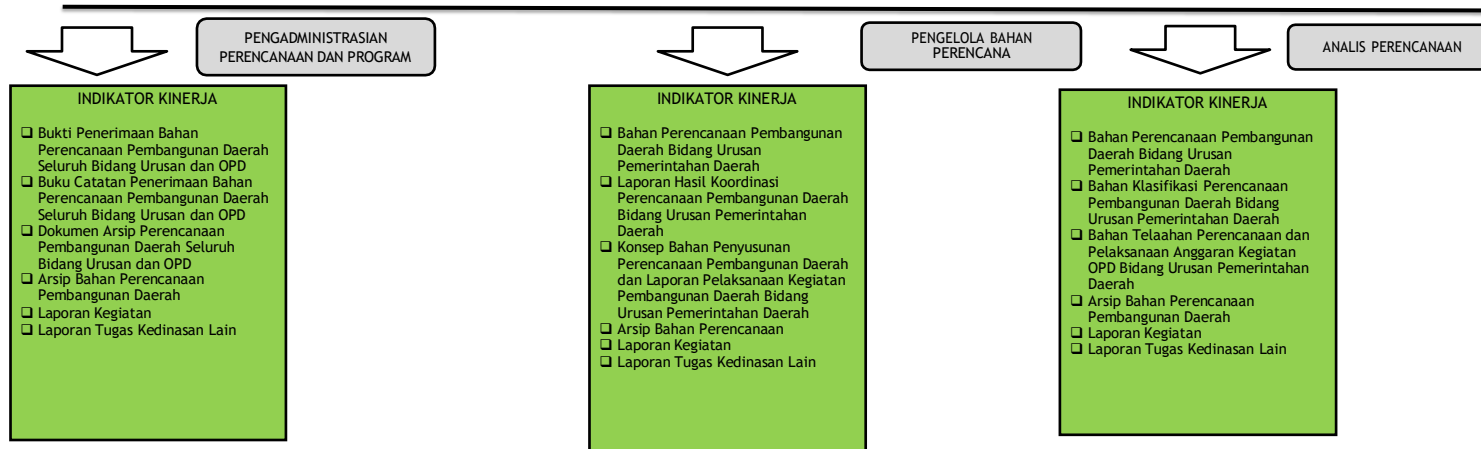 PENGADMINISTRASIAN
PERENCANAAN DAN PROGRAM
INDIKATOR KINERJA
❑ Bukti Penerimaan Bahan
Perencanaan Pembangunan Daerah
Seluruh Bidang Urusan dan OPD
❑ Buku Catatan Penerimaan Bahan
Perencanaan Pembangunan Daerah
Seluruh Bidang Urusan dan OPD
❑ Dokumen Arsip Perencanaan
Pembangunan Daerah Seluruh
Bidang Urusan dan OPD
❑ Arsip Bahan Perencanaan
Pembangunan Daerah
❑ Laporan Kegiatan
❑ Laporan Tugas Kedinasan Lain
PENGELOLA BAHAN
PERENCANA
INDIKATOR KINERJA
❑ Bahan Perencanaan Pembangunan
Daerah Bidang Urusan
Pemerintahan Daerah
❑ Laporan Hasil Koordinasi
Perencanaan Pembangunan Daerah
Bidang Urusan Pemerintahan
Daerah
❑ Konsep Bahan Penyusunan
Perencanaan Pembangunan Daerah
dan Laporan Pelaksanaan Kegiatan
Pembangunan Daerah Bidang
Urusan Pemerintahan Daerah
❑ Arsip Bahan Perencanaan
❑ Laporan Kegiatan
❑ Laporan Tugas Kedinasan Lain
ANALIS PERENCANAAN
INDIKATOR KINERJA
❑ Bahan Perencanaan Pembangunan
Daerah Bidang Urusan
Pemerintahan Daerah
❑ Bahan Klasifikasi Perencanaan
Pembangunan Daerah Bidang
Urusan Pemerintahan Daerah
❑ Bahan Telaahan Perencanaan dan
Pelaksanaan Anggaran Kegiatan
OPD Bidang Urusan Pemerintahan
Daerah
❑ Arsip Bahan Perencanaan
Pembangunan Daerah
❑ Laporan Kegiatan
❑ Laporan Tugas Kedinasan Lain